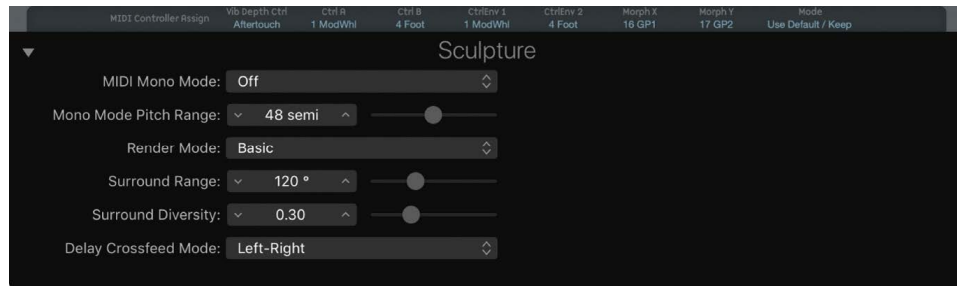 MIDI Controller Assign
Vib Depth Ctrl Ctrl A Ctrl B CtrlEnv 1 CtrlEnv 2 Morph X Morph Y Mode
Aftertouch 1 ModWhl 4 Foot 1 ModWhl 4 Foot 16 GP1 17 GP2 Use Default / Keep
Sculpture
MIDI Mono Mode: Off
Mono Mode Pitch Range: 48 semi
Render Mode: Basic
Surround Range: 120 °
Surround Diversity: 0.30
Delay Crossfeed Mode: Left-Right